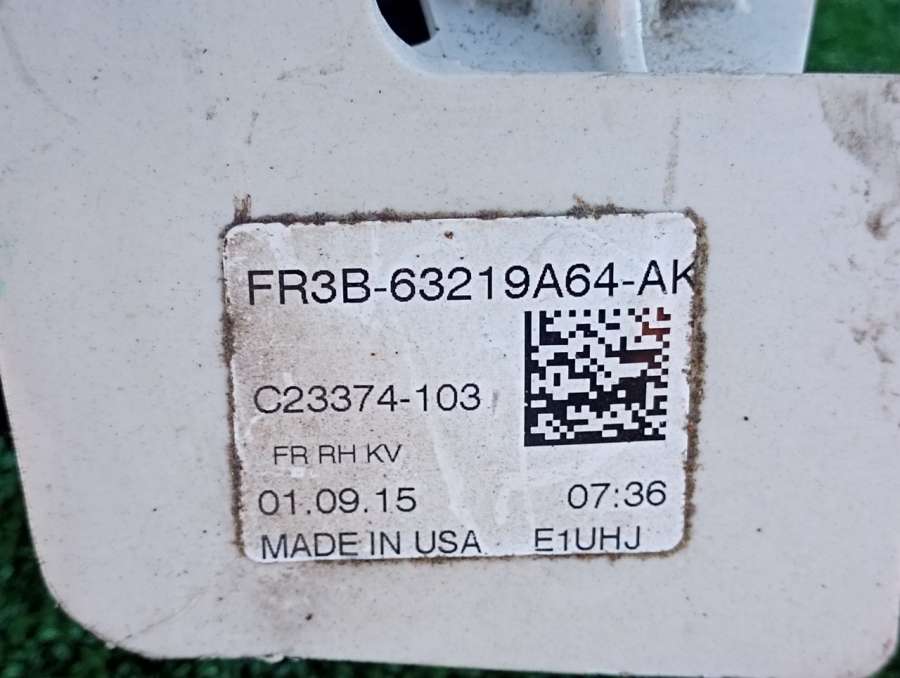 FR3B-63219A64-AK
C23374-103
FR RH KV
01.09.15 07:36
MADE IN USA E1UHJ